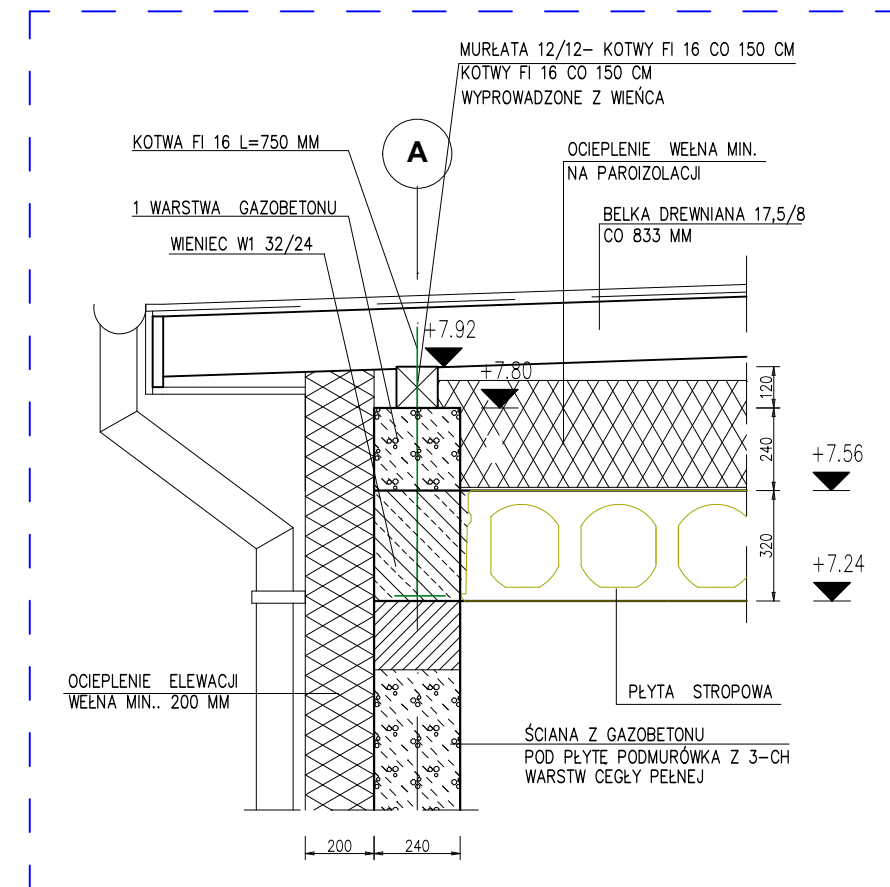 MURŁATA 12/12- KOTWY FI 16 CO 150 CM
KOTWY FI 16 CO 150 CM
WYPROWADZONE Z WIEŃCA
KOTWA FI 16 L=750 MM
A
OCIEPLENIE WEŁNA MIN.
NA PAROIZOLACJI
1 WARSTWA GAZOBETONU
BELKA DREWNIANA 17,5/8
CO 833 MM
WIENIEC W1 32/24
+7.92
+7.80
120
240
+7.56
320
+7.24
OCIEPLENIE ELEWACJI
WEŁNA MIN.. 200 MM
PŁYTA STROPOWA
ŚCIANA Z GAZOBETONU
POD PŁYTĘ PODMURÓWKA Z 3-CH
WARSTW CEGŁY PEŁNEJ
200
240